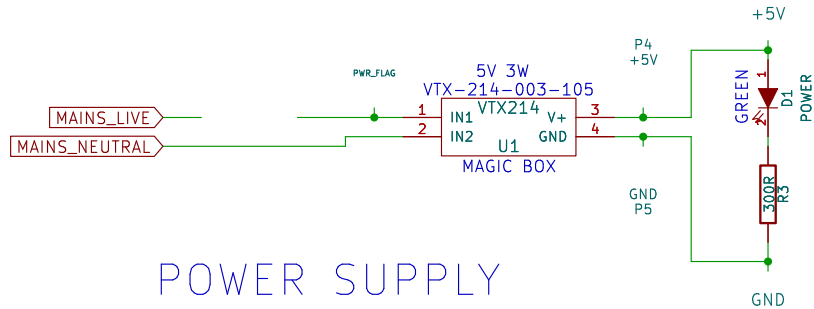 +5V
P4
+5V
PWR_FLAG
5V 3W
VTX-214-003-105
MAINS_LIVE
1
IN1
VTX214
V+
3
MAINS_NEUTRAL
2
IN2
GND
4
U1
MAGIC BOX
GREEN
1
2
D1
POWER
GND
P5
300R
R3
POWER SUPPLY
GND